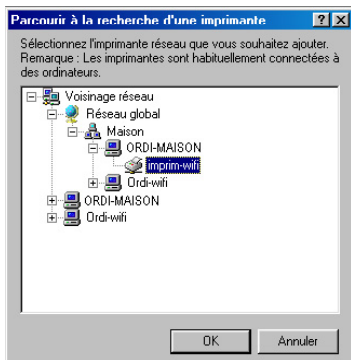 Parcourir à la recherche d'une imprimante
Sélectionnez l'imprimante réseau que vous souhaitez ajouter.
Remarque : Les imprimantes sont habituellement connectées à
des ordinateurs.
Voisinage réseau
Réseau global
Maison
ORDI-MAISON
imprim-wifi
Ordi-wifi
ORDI-MAISON
Ordi-wifi
OK
Annuler